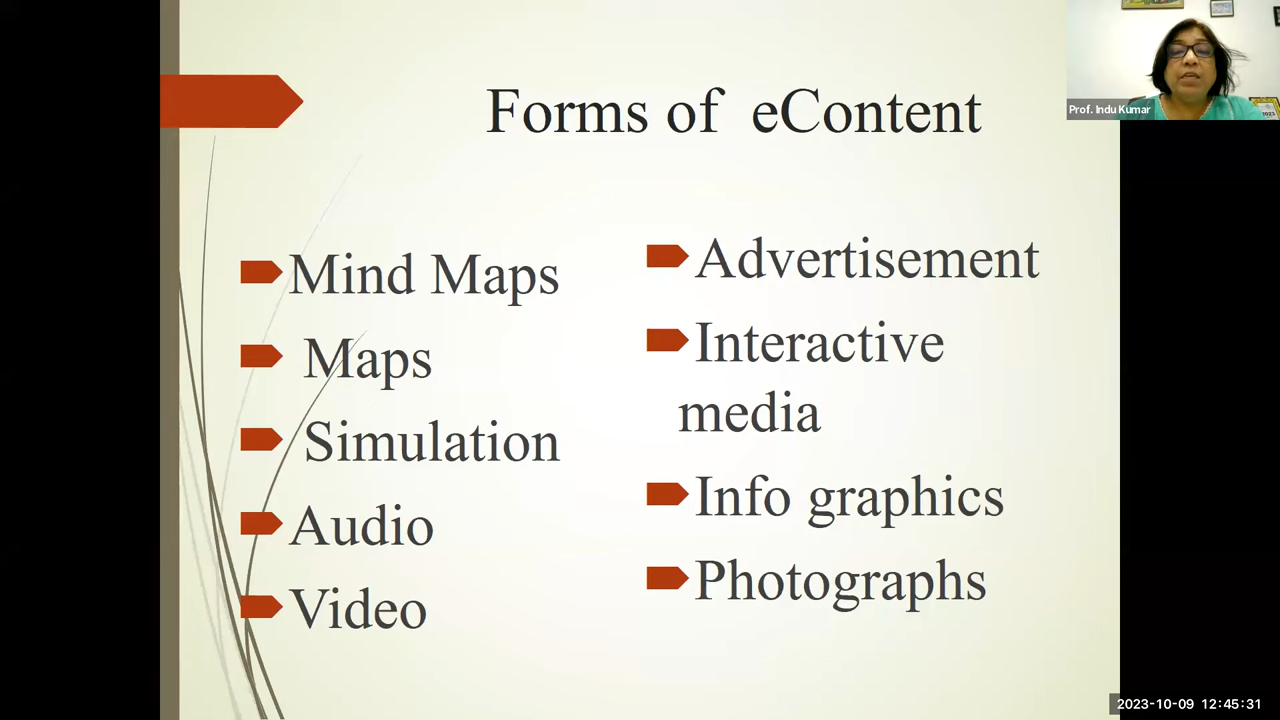 Forms of eContent
Mind Maps
Maps
Simulation
Audio
Video
Advertisement
Interactive
media
Info graphics
Photographs
Prof. Indu Kumar
2023-10-09 12:45:31